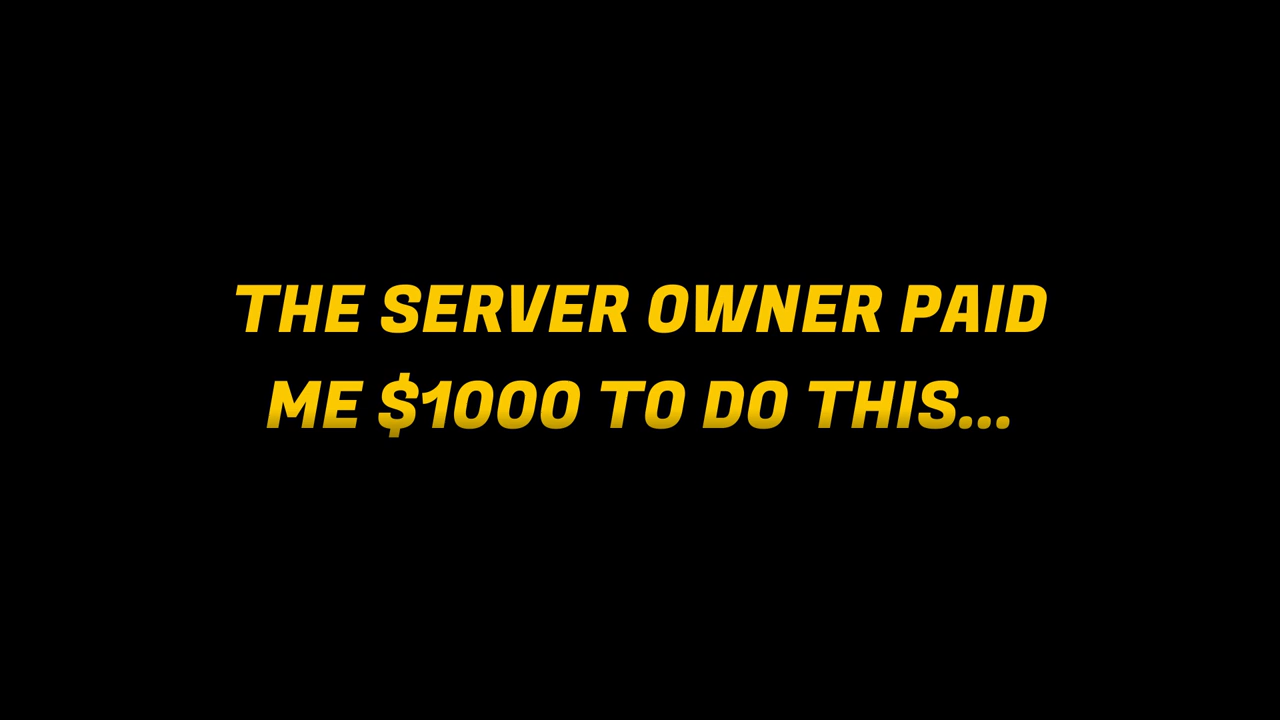 THE SERVER OWNER PAID
ME $1000 TO DO THIS...